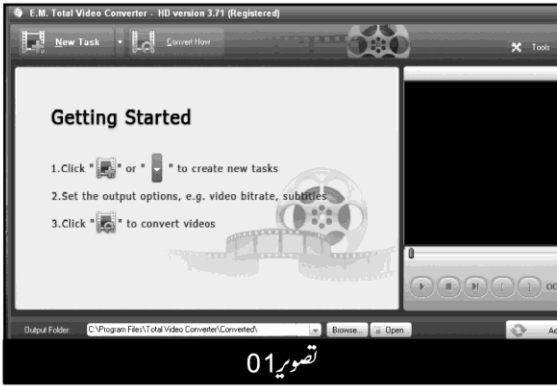 E.M. Total Video Converter - HD version 3.71 (Registered)
New Task
Convert Now
Tools
Getting Started
1.Click " " or " " to create new tasks
2.Set the output options, e.g. video bitrate, subtitles
3.Click " " to convert videos
Output Folder C:\Program Files\Total Video Converter\Converted\ Browse... Open
تصویر01